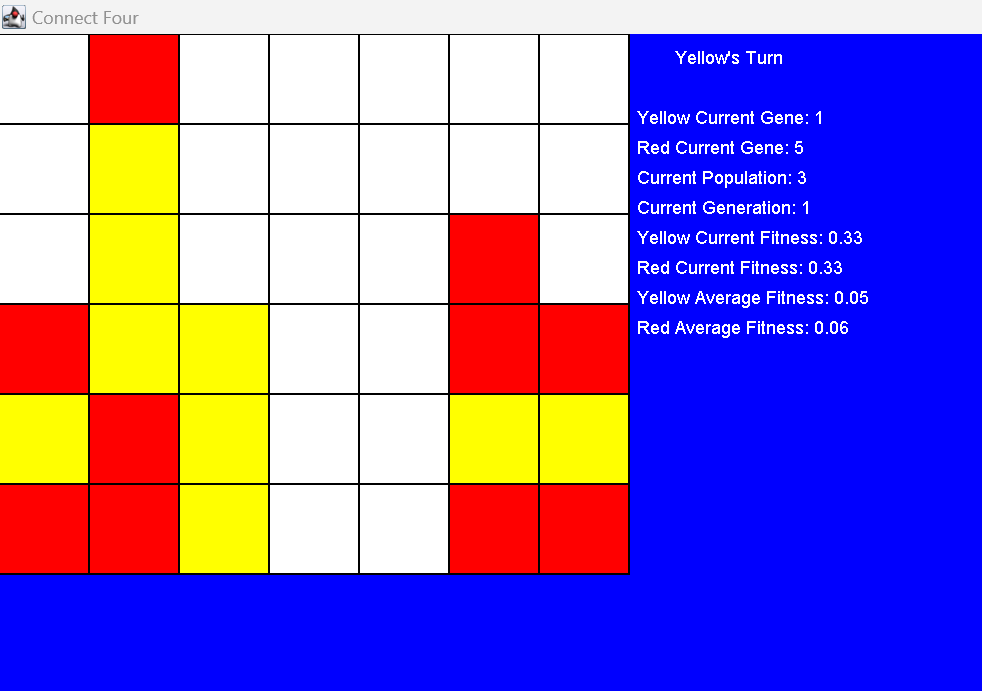 Connect Four
Yellow's Turn
Yellow Current Gene: 1
Red Current Gene: 5
Current Population: 3
Current Generation: 1
Yellow Current Fitness: 0.33
Red Current Fitness: 0.33
Yellow Average Fitness: 0.05
Red Average Fitness: 0.06